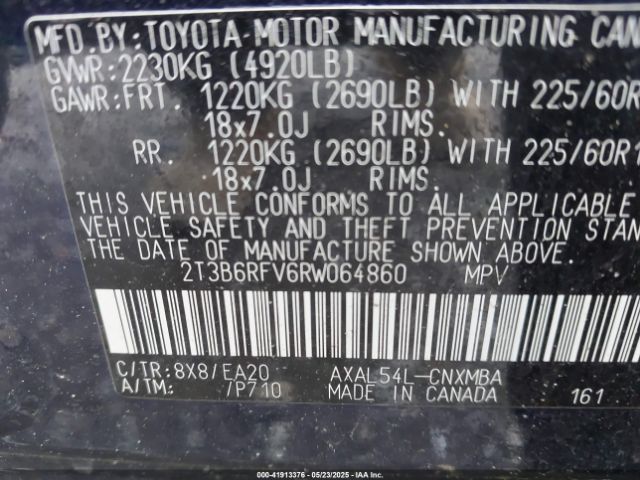 MFD. BY: TOYOTA MOTOR MANUFACTURING CAN
GVWR: 2230KG (4920LB)
GAWR: FRT. 1220KG (2690LB) WITH 225/60R
18x7.0J RIMS.
RR. 1220KG (2690LB) WITH 225/60R1
18x7.0J RIMS.
THIS VEHICLE CONFORMS TO ALL APPLICABLE
VEHICLE SAFETY AND THEFT PREVENTION STAN
THE DATE OF MANUFACTURE SHOWN ABOVE.
2T3B6RFV6RW064860 MPV
C/TR: 8X8/EA20 AXAL54L-CNXMBA
A/TM: /P710 MADE IN CANADA 161
000-41913376 - 05/23/2025 - IAAI